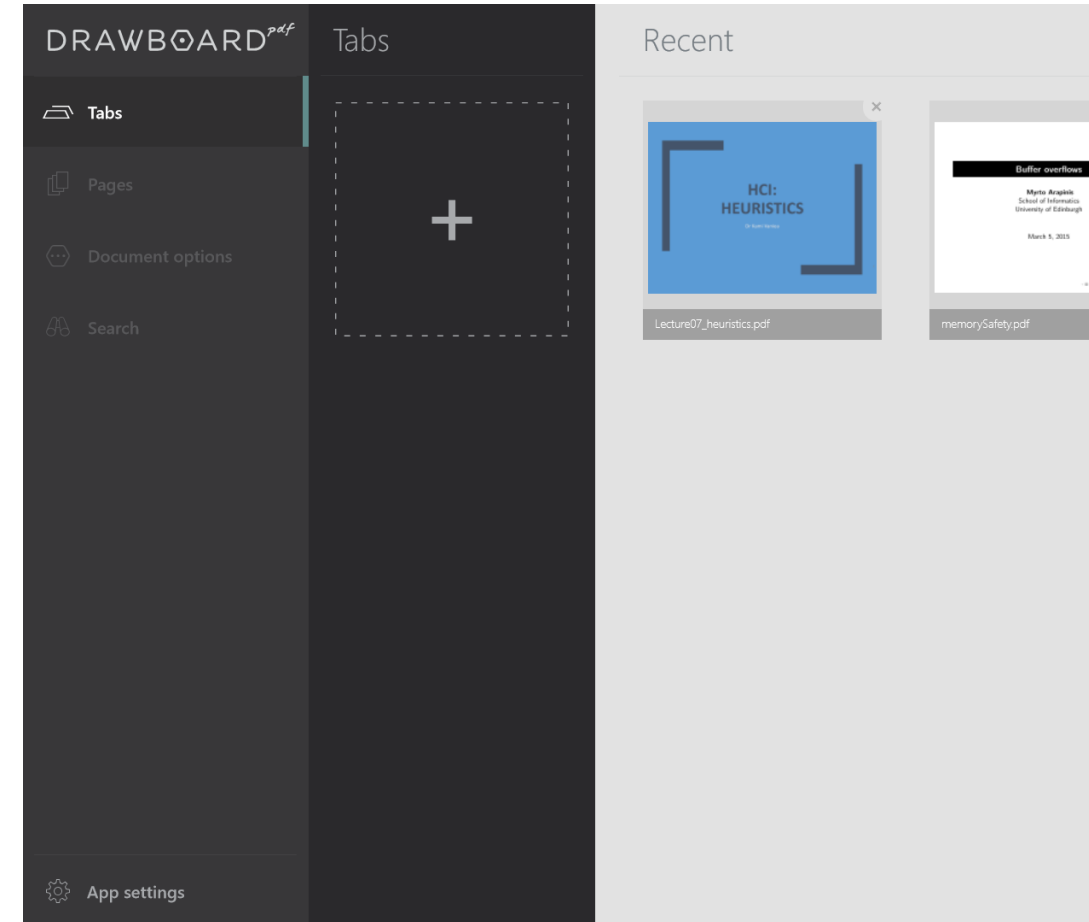 DRAWBOARD pdf
Tabs
Pages
Document options
Search
App settings
Tabs
Recent
HCI:
HEURISTICS
Lecture07_heuristics.pdf
Buffer overflows
Myrto Arapinis
School of Informatics
University of Edinburgh
March 5, 2015
memorySafety.pdf